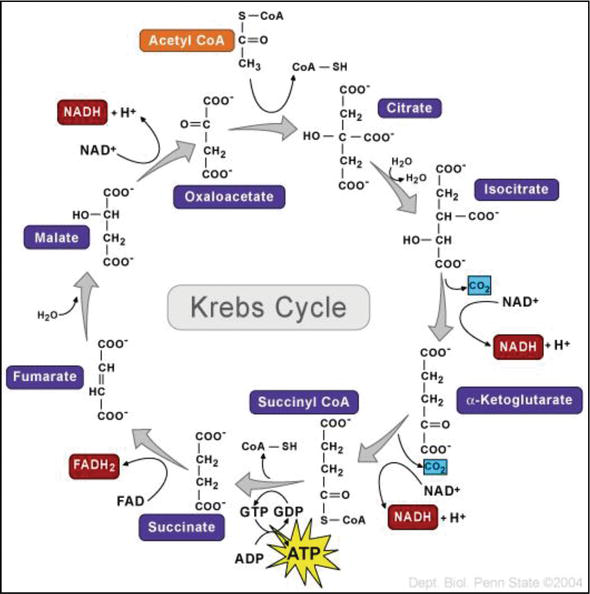 S—CoA
Acetyl CoA
C=O
CH₃
CoA—SH
NADH + H⁺
NAD+
COO⁻
O=C
CH₂
COO⁻
Oxaloacetate
COO⁻
CH₂
HO—C—COO⁻
CH₂
COO⁻
Citrate
H₂O
H₂O
Isocitrate
COO⁻
CH₂
CH—COO⁻
HO—CH
COO⁻
Malate
COO⁻
HO—CH
CH₂
COO⁻
CO₂
NAD+
NADH + H⁺
Krebs Cycle
H₂O
Fumarate
COO⁻
CH
HC
COO⁻
COO⁻
CH₂
CH₂
C=O
COO⁻
α-Ketoglutarate
CO₂
NAD+
NADH + H⁺
Succinyl CoA
COO⁻
CH₂
CH₂
C=O
S—CoA
CoA—SH
GTP GDP
ADP
ATP
COO⁻
CH₂
CH₂
COO⁻
Succinate
FADH₂
FAD
Dept. Biol. Penn State ©2004